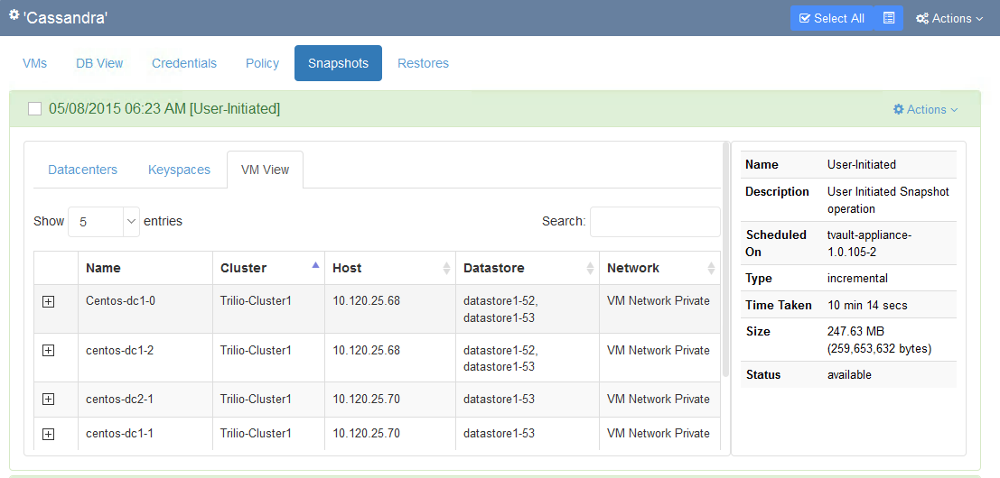 'Cassandra' Select All Actions
VMs DB View Credentials Policy Snapshots Restores
05/08/2015 06:23 AM [User-Initiated] Actions
Datacenters Keyspaces VM View
Show 5 entries Search:
Name Cluster Host Datastore Network
Centos-dc1-0 Trilio-Cluster1 10.120.25.68 datastore1-52, VM Network Private
datastore1-53
centos-dc1-2 Trilio-Cluster1 10.120.25.68 datastore1-52, VM Network Private
datastore1-53
centos-dc2-1 Trilio-Cluster1 10.120.25.70 datastore1-53 VM Network Private
centos-dc1-1 Trilio-Cluster1 10.120.25.70 datastore1-53 VM Network Private
Name User-Initiated
Description User Initiated Snapshot
operation
Scheduled tvault-appliance-
On 1.0.105-2
Type incremental
Time Taken 10 min 14 secs
Size 247.63 MB
(259,653,632 bytes)
Status available